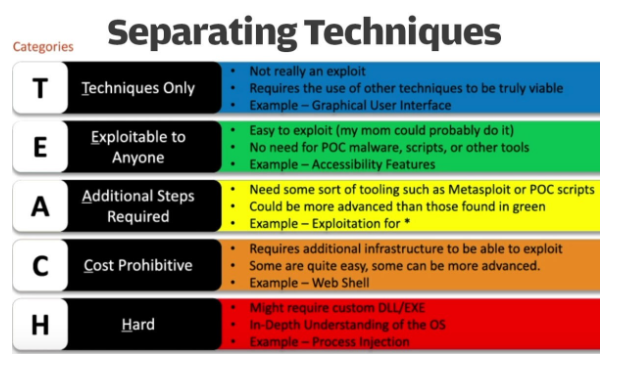 Separating Techniques
Categories
T
Techniques Only
• Not really an exploit
• Requires the use of other techniques to be truly viable
• Example – Graphical User Interface
E
Exploitable to
Anyone
• Easy to exploit (my mom could probably do it)
• No need for POC malware, scripts, or other tools
• Example – Accessibility Features
A
Additional Steps
Required
• Need some sort of tooling such as Metasploit or POC scripts
• Could be more advanced than those found in green
• Example – Exploitation for *
C
Cost Prohibitive
• Requires additional infrastructure to be able to exploit
• Some are quite easy, some can be more advanced.
• Example – Web Shell
H
Hard
• Might require custom DLL/EXE
• In-Depth Understanding of the OS
• Example – Process Injection